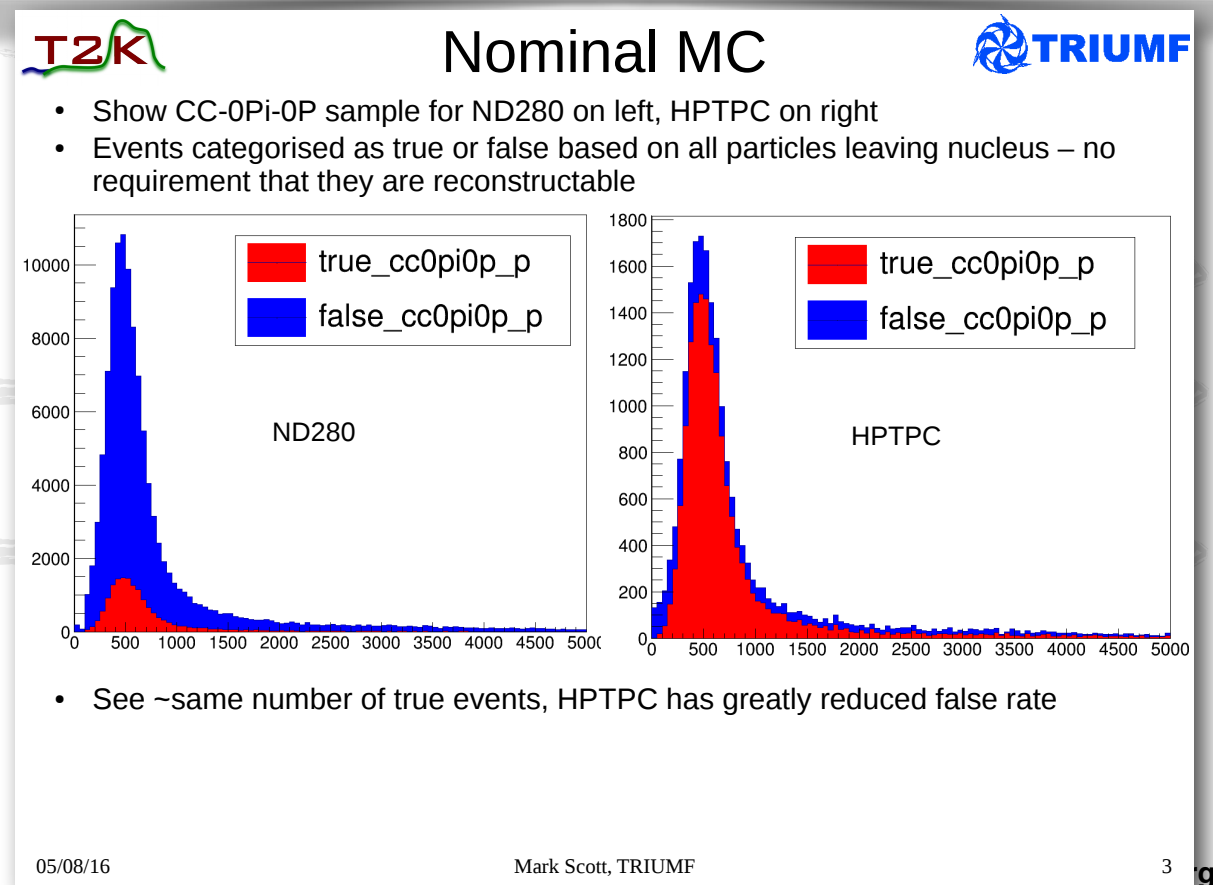 T2K
Nominal MC
TRIUMF
• Show CC-0Pi-0P sample for ND280 on left, HPTPC on right
• Events categorised as true or false based on all particles leaving nucleus – no
requirement that they are reconstructable
10000
8000
6000
4000
2000
0
0 500 1000 1500 2000 2500 3000 3500 4000 4500 500
true_cc0pi0p_p
false_cc0pi0p_p
ND280
1800
1600
1400
1200
1000
800
600
400
200
0
0 500 1000 1500 2000 2500 3000 3500 4000 4500 5000
true_cc0pi0p_p
false_cc0pi0p_p
HPTPC
• See ~same number of true events, HPTPC has greatly reduced false rate
05/08/16
Mark Scott, TRIUMF
3